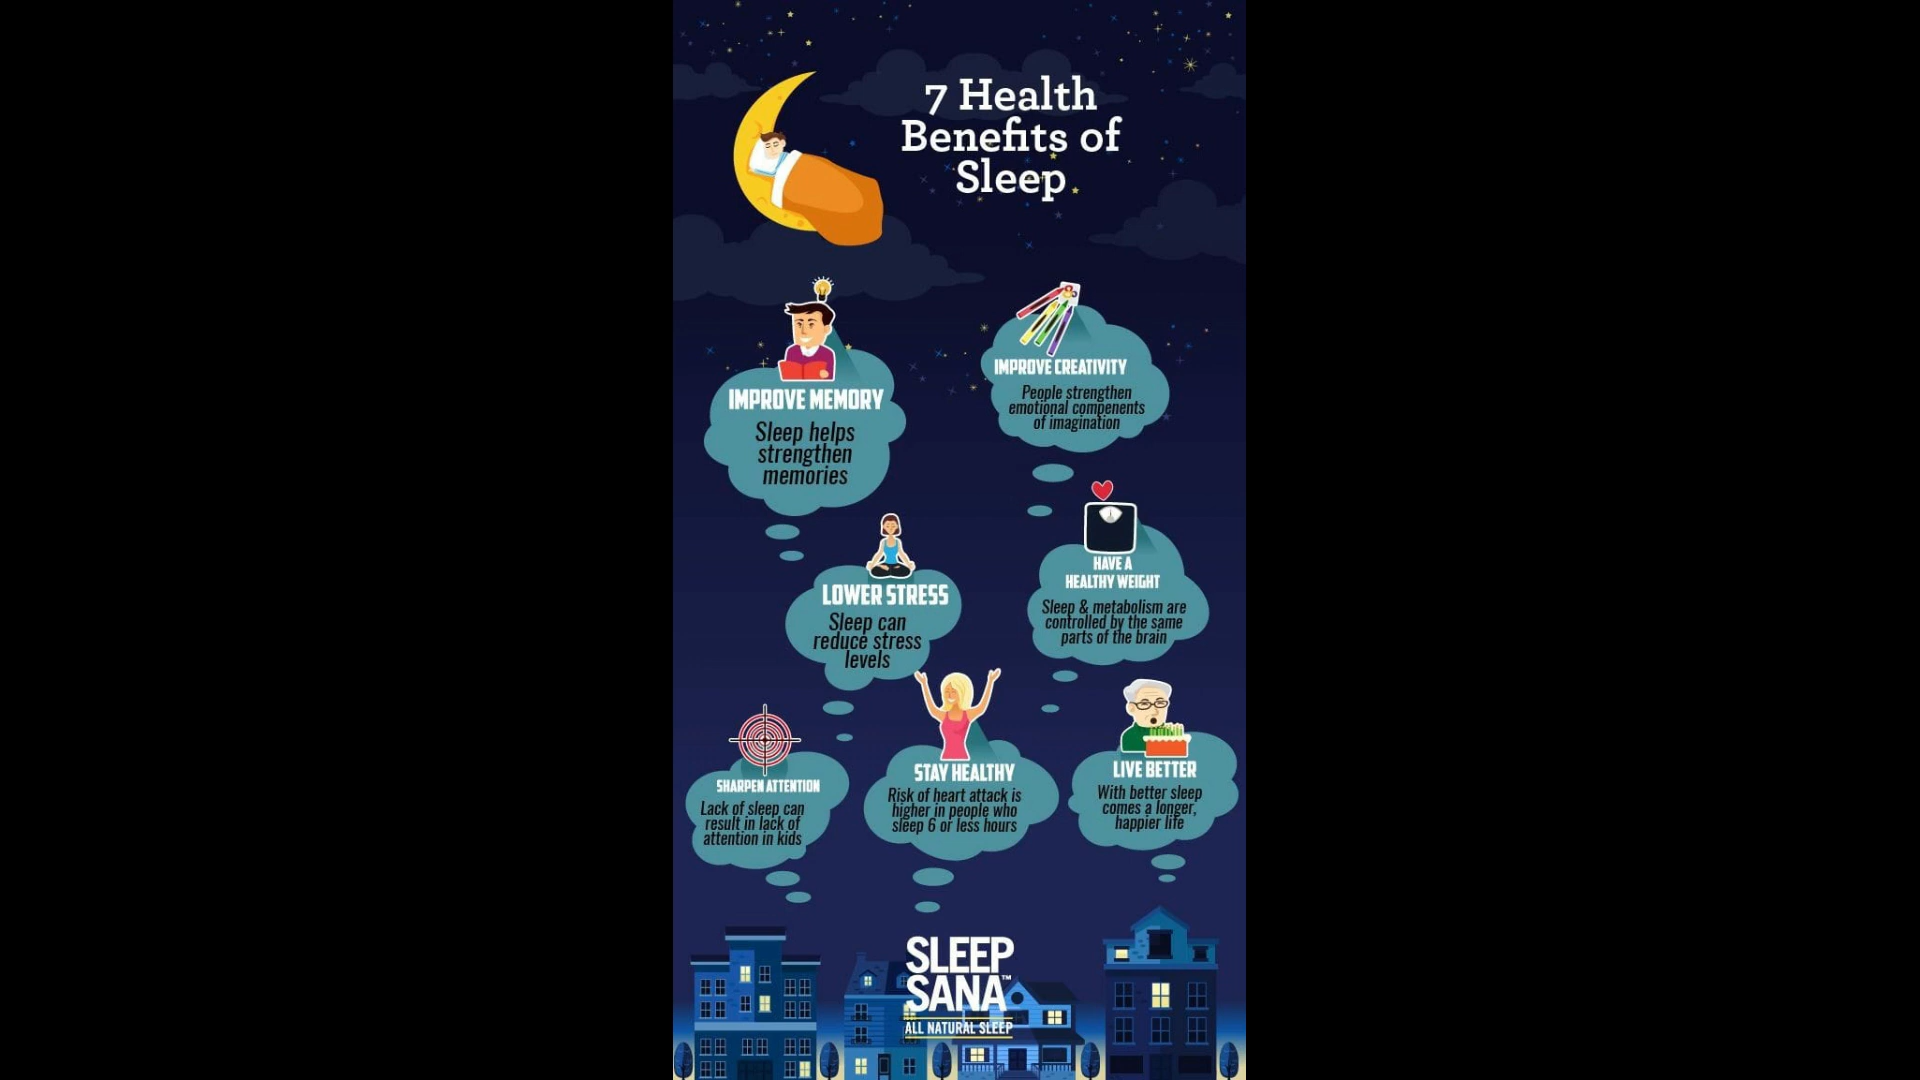 7 Health
Benefits of
Sleep
IMPROVE MEMORY
Sleep helps
strengthen
memories
IMPROVE CREATIVITY
People strengthen
emotional compenents
of imagination
LOWER STRESS
Sleep can
reduce stress
levels
HAVE A
HEALTHY WEIGHT
Sleep & metabolism are
controlled by the same
parts of the brain
SHARPEN ATTENTION
Lack of sleep can
result in lack of
attention in kids
STAY HEALTHY
Risk of heart attack is
higher in people who
sleep 6 or less hours
LIVE BETTER
With better sleep
comes a longer,
happier life
SLEEP
SANA™
ALL NATURAL SLEEP